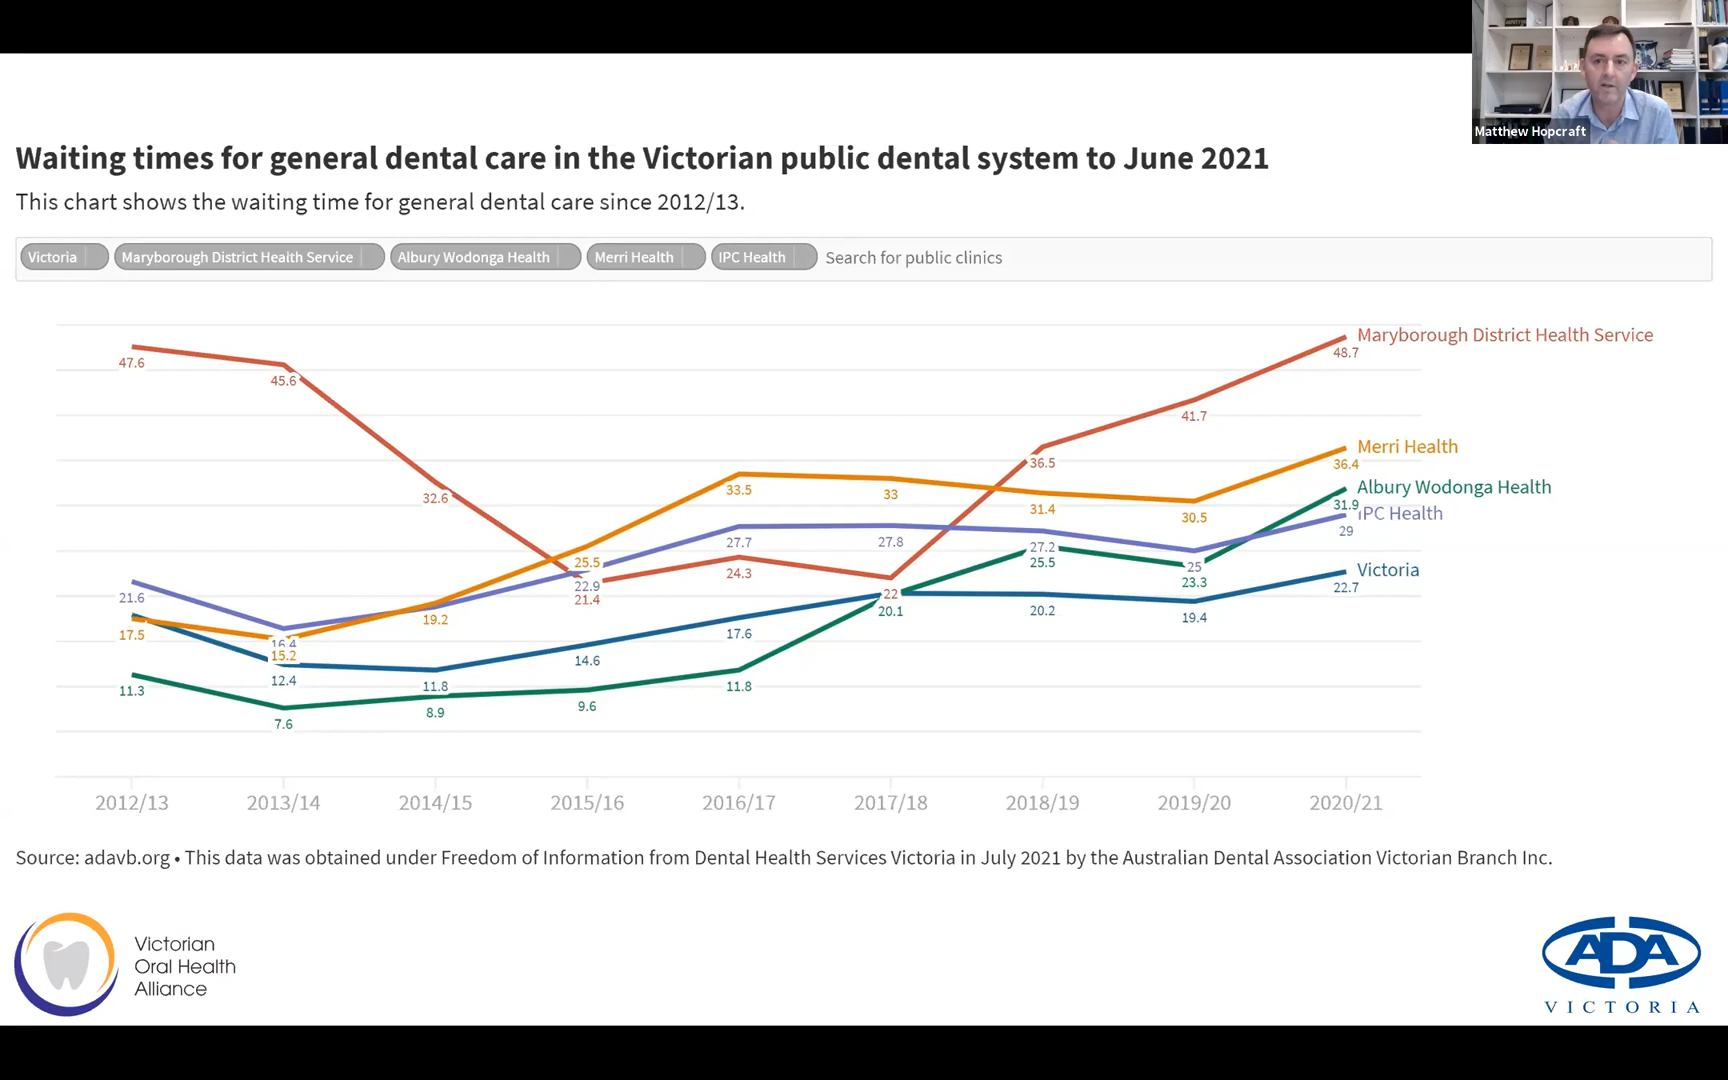 Matthew Hopcraft
Waiting times for general dental care in the Victorian public dental system to June 2021
This chart shows the waiting time for general dental care since 2012/13.
Victoria Maryborough District Health Service Albury Wodonga Health Merri Health IPC Health Search for public clinics
Maryborough District Health Service
47.6 45.6 32.6 21.4 24.3 22 36.5 41.7 48.7
Merri Health
17.5 15.2 19.2 25.5 33.5 33 31.4 30.5 36.4
Albury Wodonga Health
11.3 7.6 8.9 9.6 11.8 20.1 25.5 23.3 31.9
IPC Health
21.6 16.4 22.9 27.7 27.8 27.2 25 29
Victoria
12.4 11.8 14.6 17.6 20.2 19.4 22.7
2012/13 2013/14 2014/15 2015/16 2016/17 2017/18 2018/19 2019/20 2020/21
Source: adavb.org • This data was obtained under Freedom of Information from Dental Health Services Victoria in July 2021 by the Australian Dental Association Victorian Branch Inc.
Victorian
Oral Health
Alliance
ADA
VICTORIA